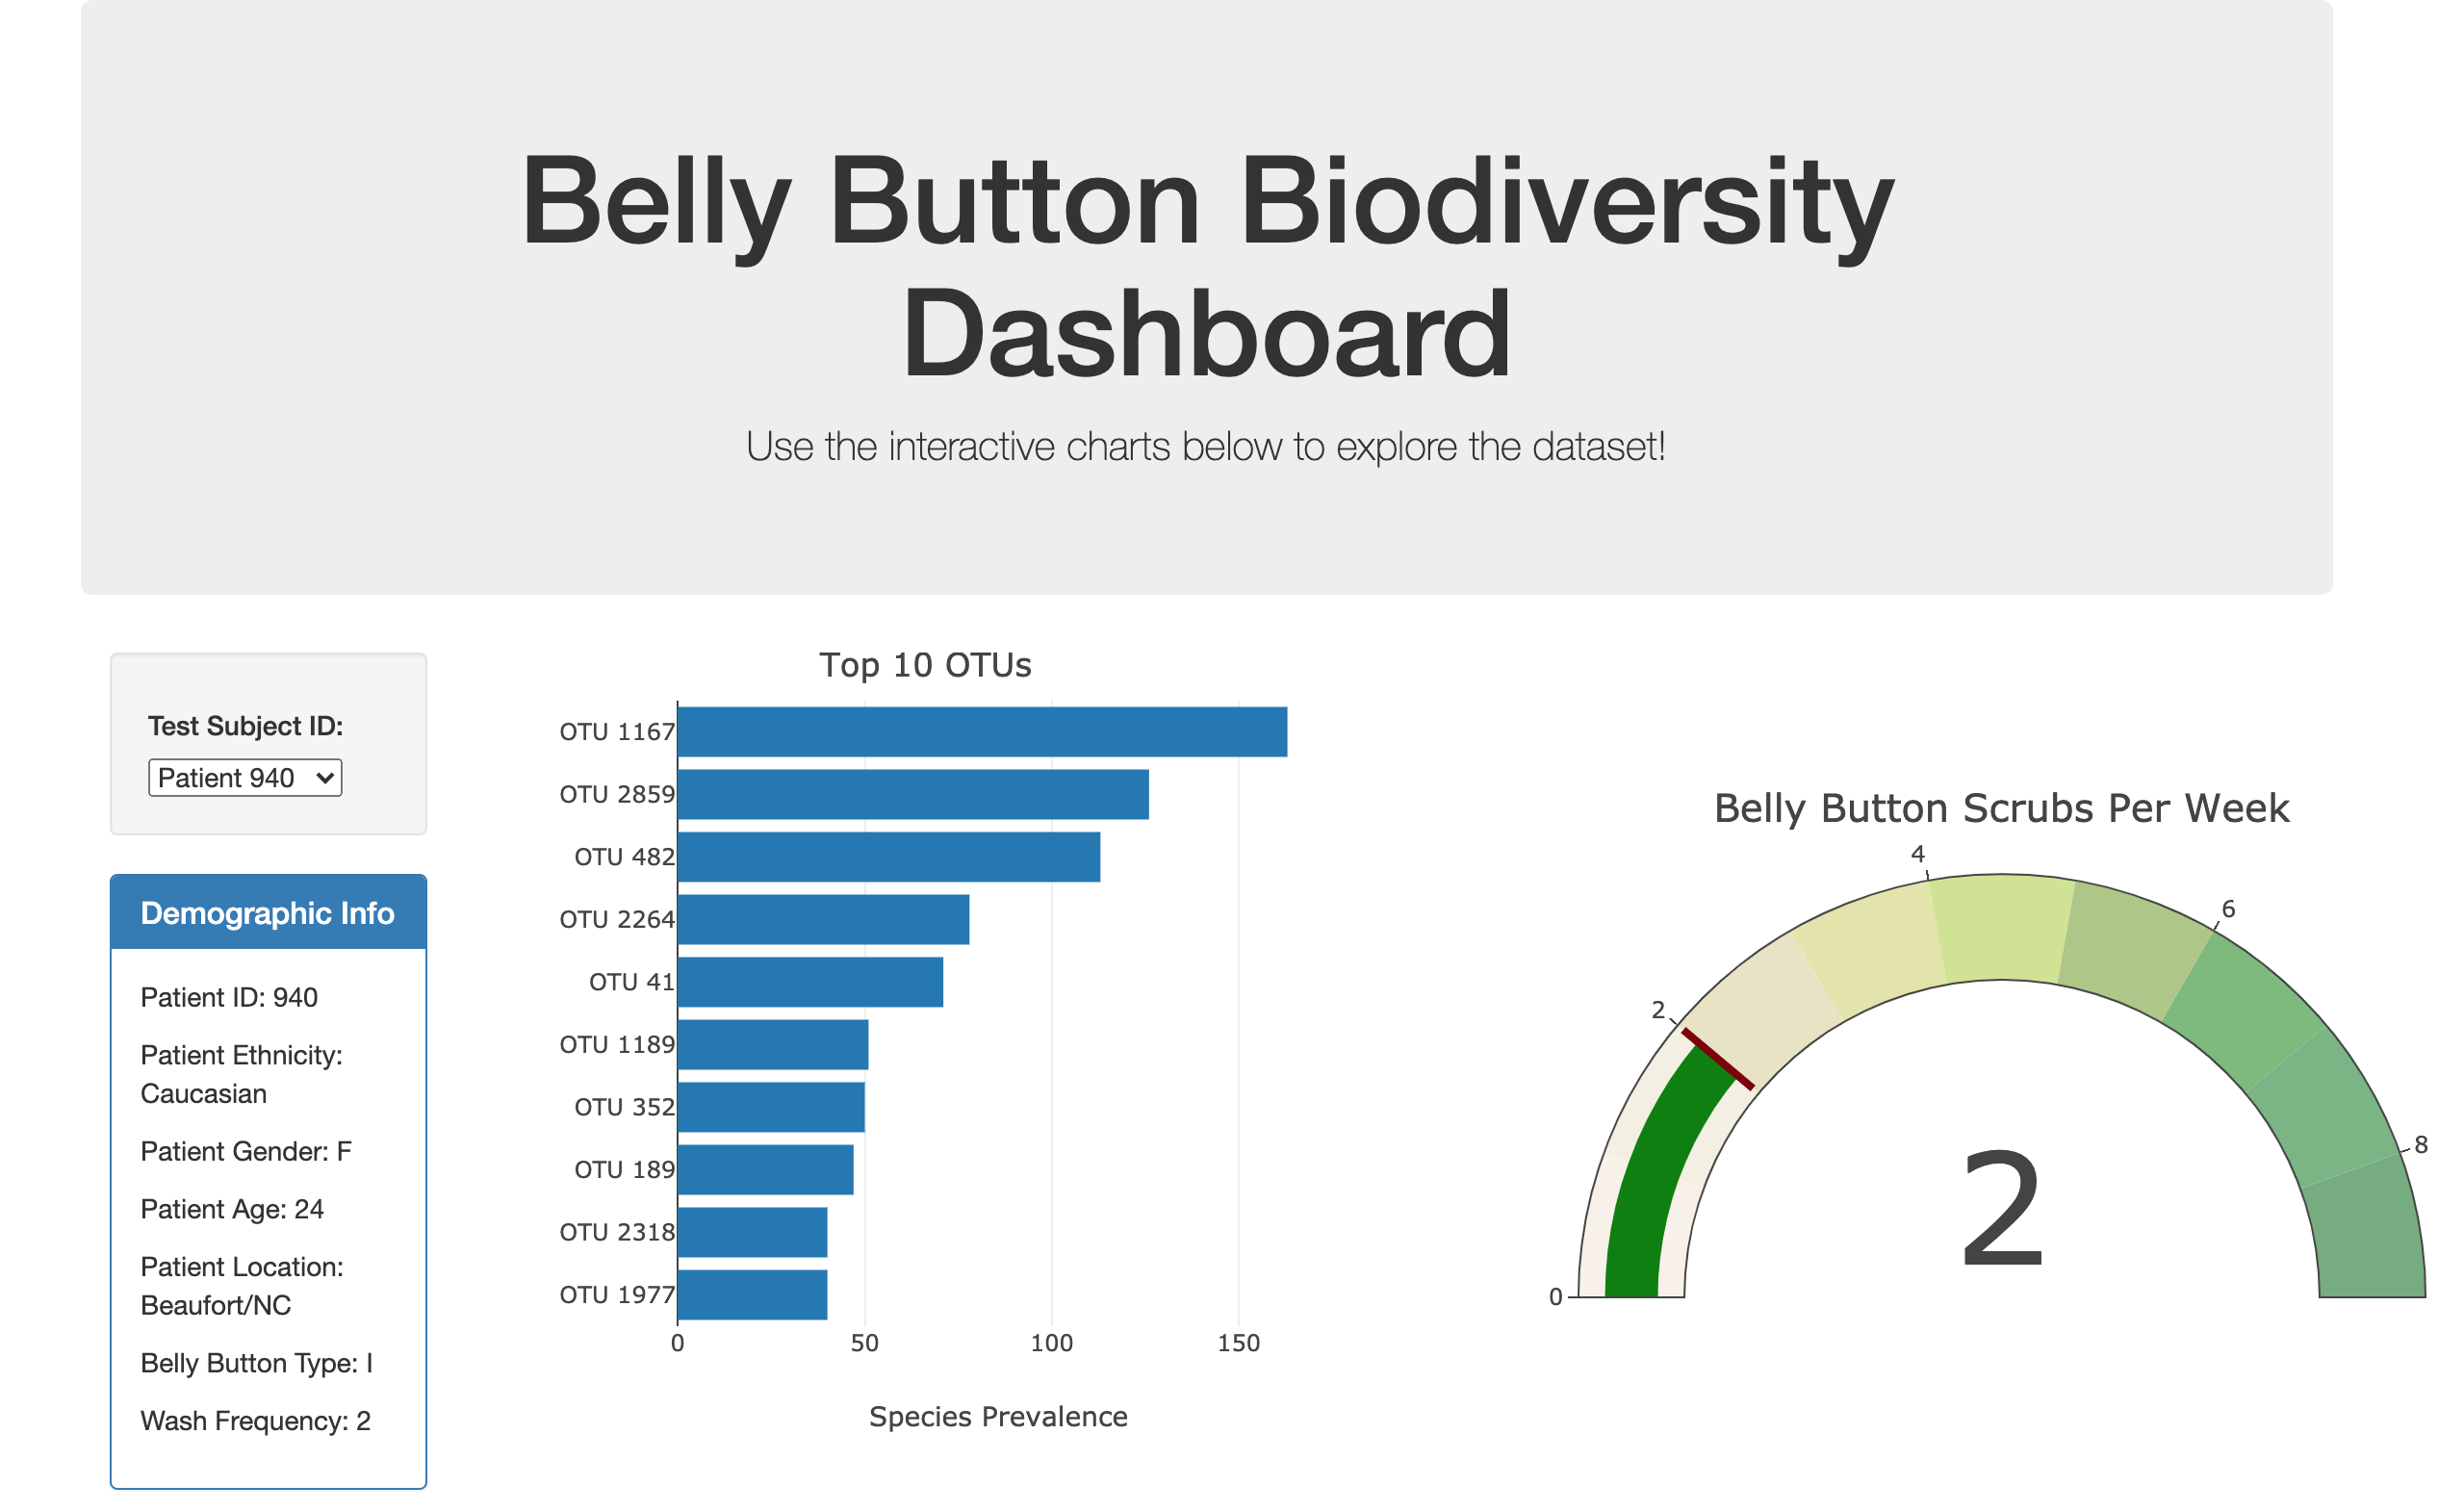 Belly Button Biodiversity
Dashboard
Use the interactive charts below to explore the dataset!
Test Subject ID:
Patient 940
Demographic Info
Patient ID: 940
Patient Ethnicity:
Caucasian
Patient Gender: F
Patient Age: 24
Patient Location:
Beaufort/NC
Belly Button Type: I
Wash Frequency: 2
Top 10 OTUs
OTU 1167
OTU 2859
OTU 482
OTU 2264
OTU 41
OTU 1189
OTU 352
OTU 189
OTU 2318
OTU 1977
0 50 100 150
Species Prevalence
Belly Button Scrubs Per Week
0
2
4
6
8
2